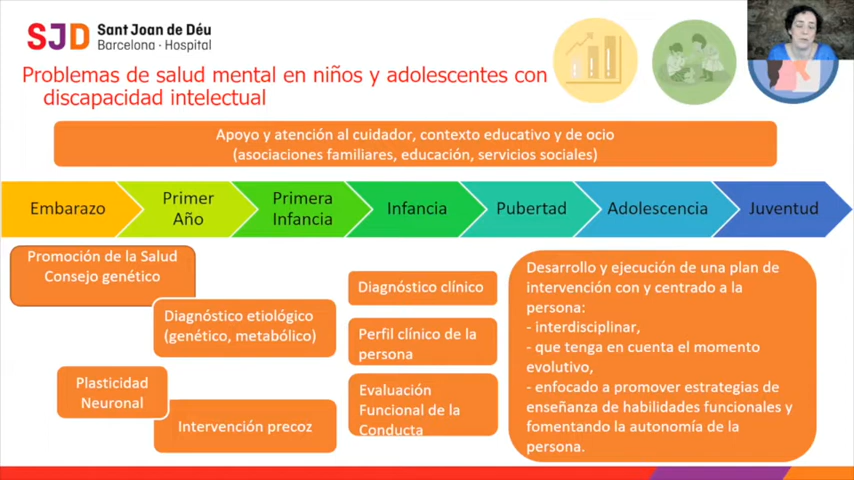 SJD Sant Joan de Déu
Barcelona · Hospital
Problemas de salud mental en niños y adolescentes con
discapacidad intelectual
Apoyo y atención al cuidador, contexto educativo y de ocio
(asociaciones familiares, educación, servicios sociales)
Embarazo
Primer
Año
Primera
Infancia
Infancia
Pubertad
Adolescencia
Juventud
Promoción de la Salud
Consejo genético
Diagnóstico etiológico
(genético, metabólico)
Plasticidad
Neuronal
Intervención precoz
Diagnóstico clínico
Perfil clínico de la
persona
Evaluación
Funcional de la
Conducta
Desarrollo y ejecución de una plan de
intervención con y centrado a la
persona:
- interdisciplinar,
- que tenga en cuenta el momento
evolutivo,
- enfocado a promover estrategias de
enseñanza de habilidades funcionales y
fomentando la autonomía de la
persona.